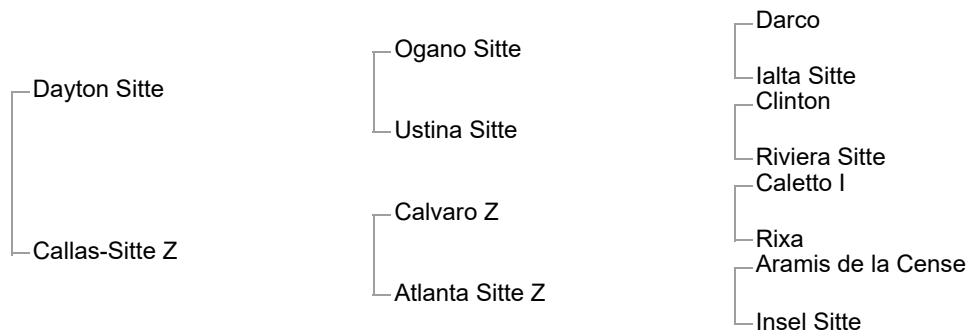 Darco
Ogano Sitte
Ialta Sitte
Dayton Sitte
Clinton
Ustina Sitte
Riviera Sitte
Caletto I
Calvaro Z
Rixa
Callas-Sitte Z
Aramis de la Cense
Atlanta Sitte Z
Insel Sitte